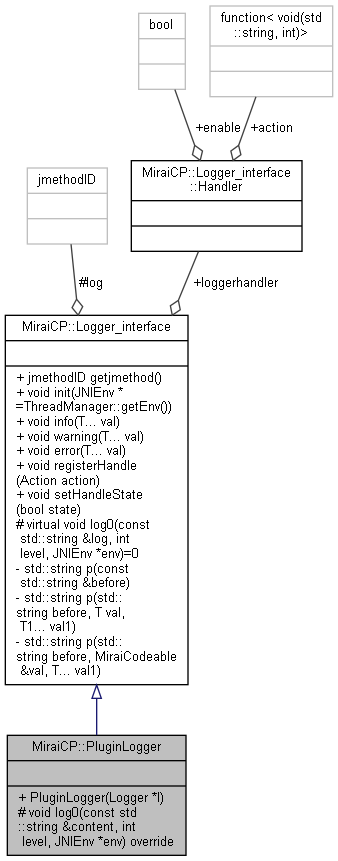 bool
function< void(std
::string, int)>
+enable
+action
jmethodID
MiraiCP::Logger_interface
::Handler
#log
+loggerhandler
MiraiCP::Logger_interface
+ jmethodID getjmethod()
+ void init(JNIEnv *
=ThreadManager::getEnv())
+ void info(T... val)
+ void warning(T... val)
+ void error(T... val)
+ void registerHandle
(Action action)
+ void setHandleState
(bool state)
# virtual void log0(const
std::string &log, int
level, JNIEnv *env)=0
- std::string p(const
std::string &before)
- std::string p(std::
string before, T val,
T1... val1)
- std::string p(std::
string before, MiraiCodeable
&val, T... val1)
MiraiCP::PluginLogger
+ PluginLogger(Logger *l)
# void log0(const std
::string &content, int
level, JNIEnv *env) override